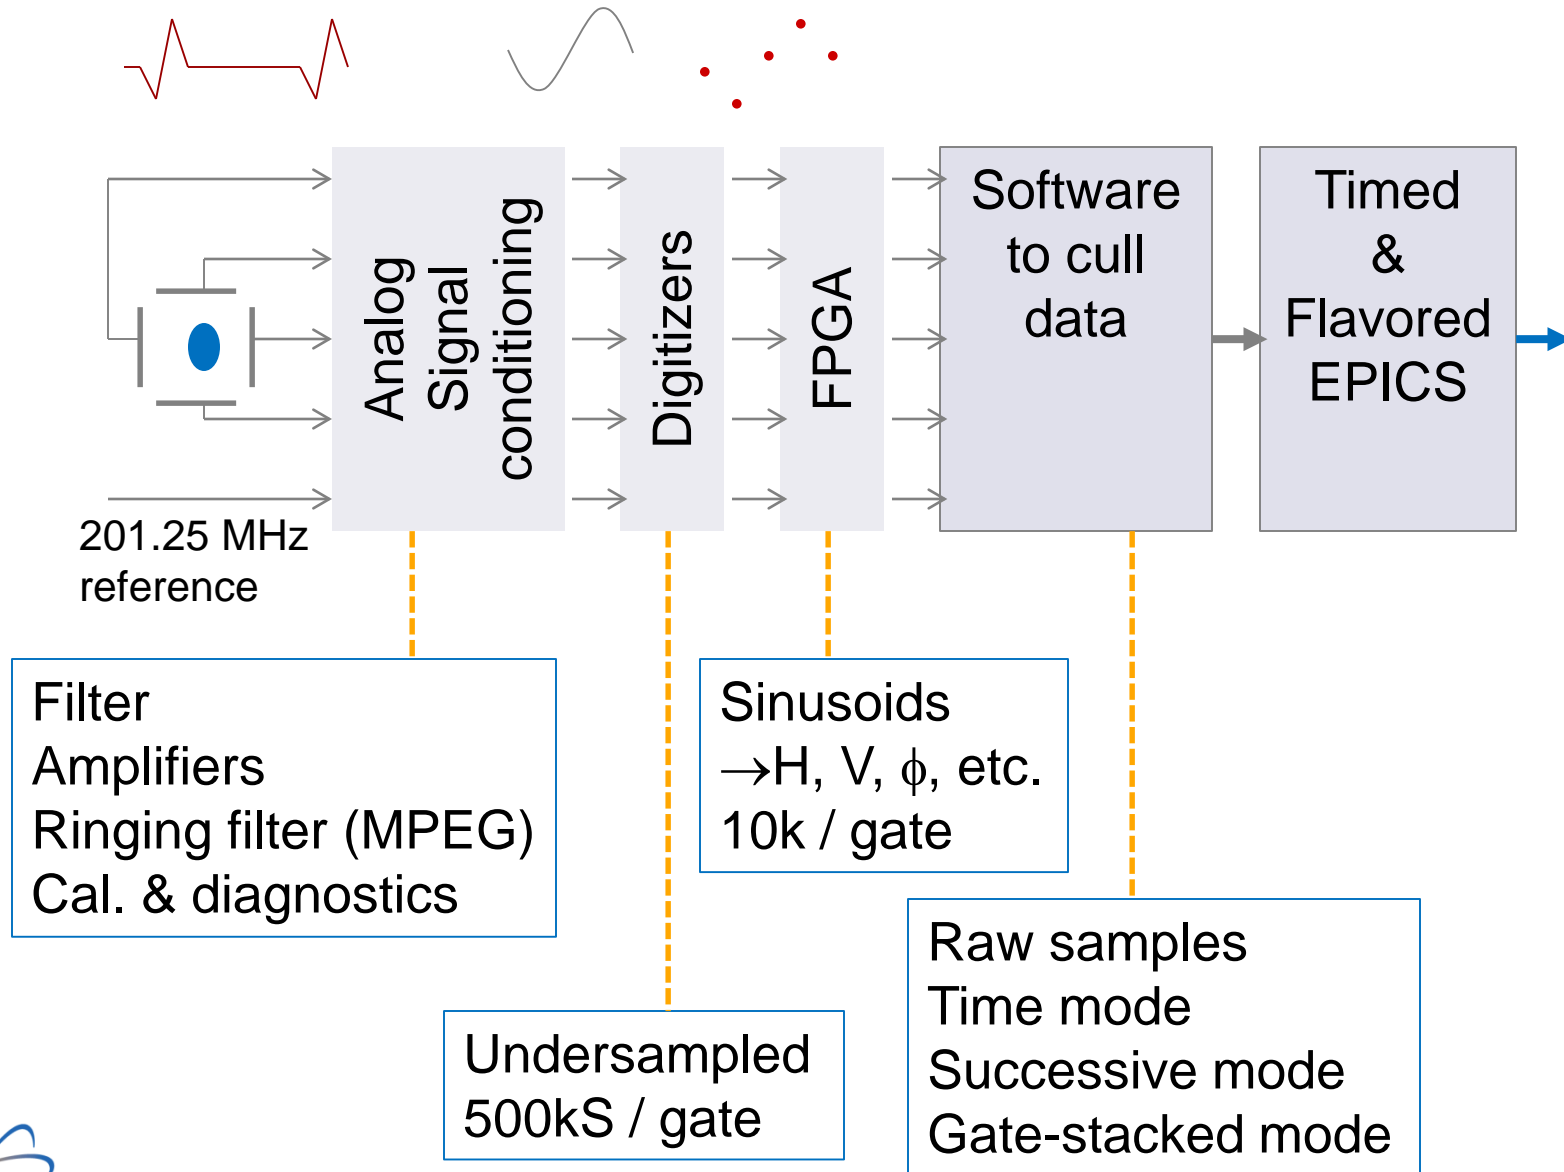 Analog
Signal
conditioning
Digitizers
FPGA
Software
to cull
data
Timed
&
Flavored
EPICS
201.25 MHz
reference
Filter
Amplifiers
Ringing filter (MPEG)
Cal. & diagnostics
Sinusoids
→H, V, ϕ, etc.
10k / gate
Undersampled
500kS / gate
Raw samples
Time mode
Successive mode
Gate-stacked mode